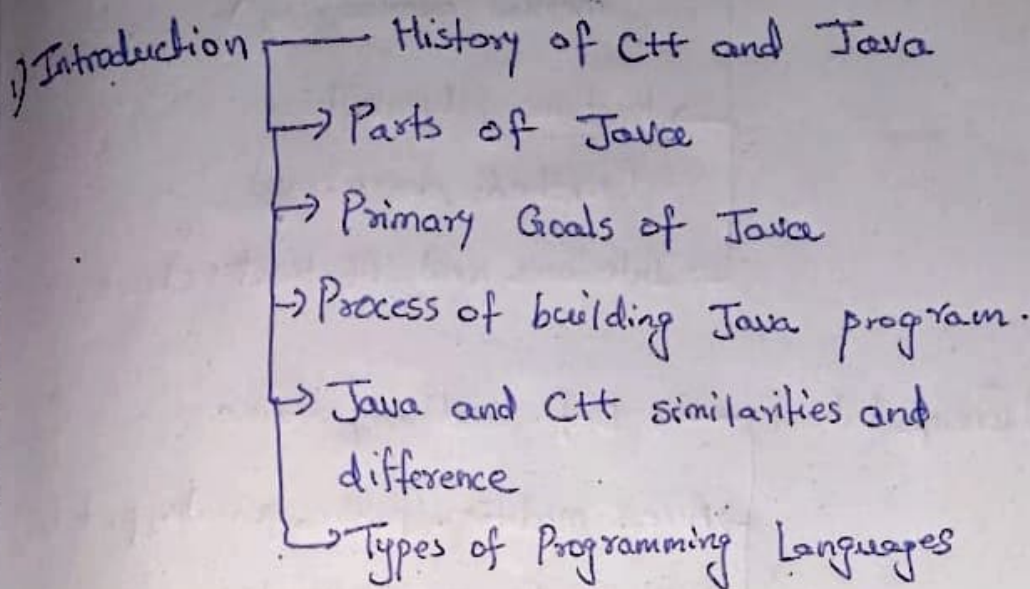 1) Introduction — History of C++ and Java
→ Parts of Java
→ Primary Goals of Java
→ Process of building Java program.
→ Java and C++ similarities and
difference
→ Types of Programming Languages